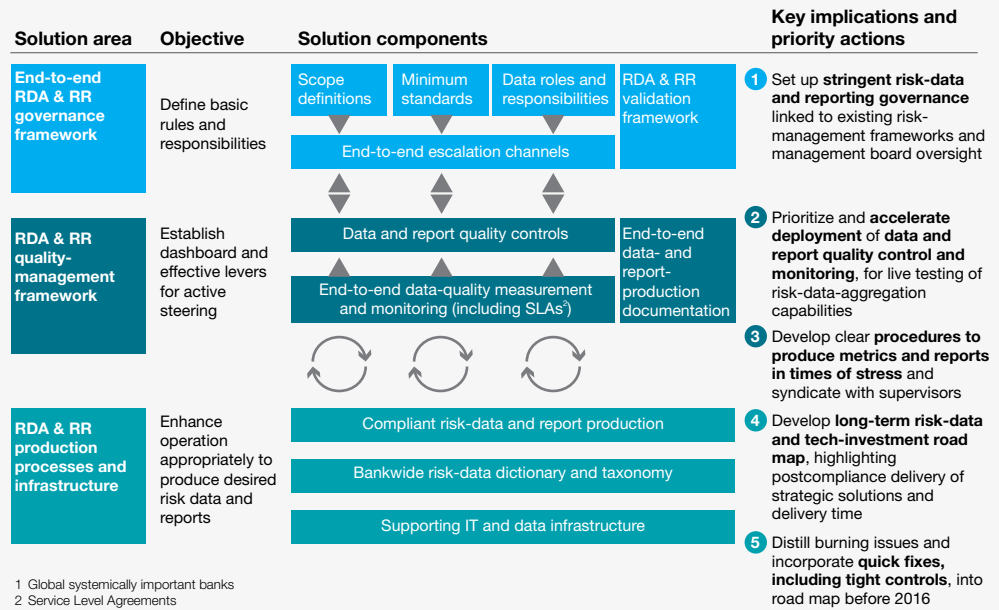 Solution area
Objective
Solution components
Key implications and
priority actions
End-to-end
RDA & RR
governance
framework
Define basic
rules and
responsibilities
Scope
definitions
Minimum
standards
Data roles and
responsibilities
RDA & RR
validation
framework
End-to-end escalation channels
1 Set up stringent risk-data
and reporting governance
linked to existing risk-
management frameworks and
management board oversight
RDA & RR
quality-
management
framework
Establish
dashboard and
effective levers
for active
steering
Data and report quality controls
End-to-end data-quality measurement
and monitoring (including SLAs²)
End-to-end
data- and
report-
production
documentation
2 Prioritize and accelerate
deployment of data and
report quality control and
monitoring, for live testing of
risk-data-aggregation
capabilities
3 Develop clear procedures to
produce metrics and reports
in times of stress and
syndicate with supervisors
RDA & RR
production
processes and
infrastructure
Enhance
operation
appropriately to
produce desired
risk data and
reports
Compliant risk-data and report production
Bankwide risk-data dictionary and taxonomy
Supporting IT and data infrastructure
4 Develop long-term risk-data
and tech-investment road
map, highlighting
postcompliance delivery of
strategic solutions and
delivery time
5 Distill burning issues and
incorporate quick fixes,
including tight controls, into
road map before 2016
1 Global systemically important banks
2 Service Level Agreements